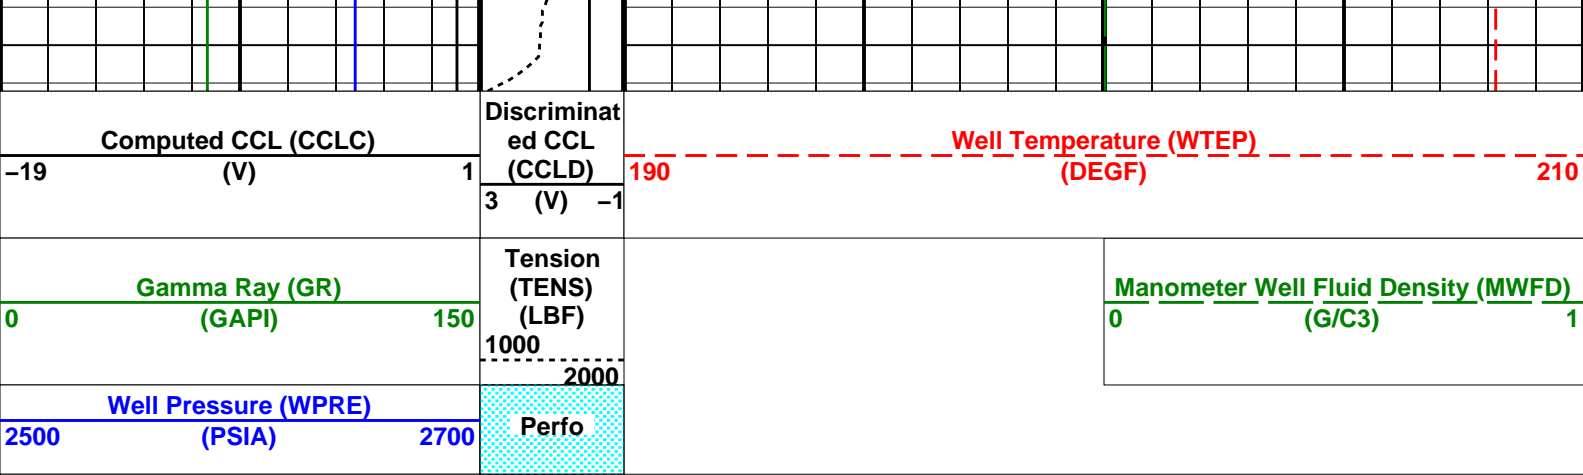 Computed CCL (CCLC)
−19 (V) 1
Discriminat
ed CCL
(CCLD)
3 (V) −1
Well Temperature (WTEP)
190 (DEGF) 210
Gamma Ray (GR)
0 (GAPI) 150
Tension
(TENS)
(LBF)
1000
2000
Manometer Well Fluid Density (MWFD)
0 (G/C3) 1
Well Pressure (WPRE)
2500 (PSIA) 2700
Perfo